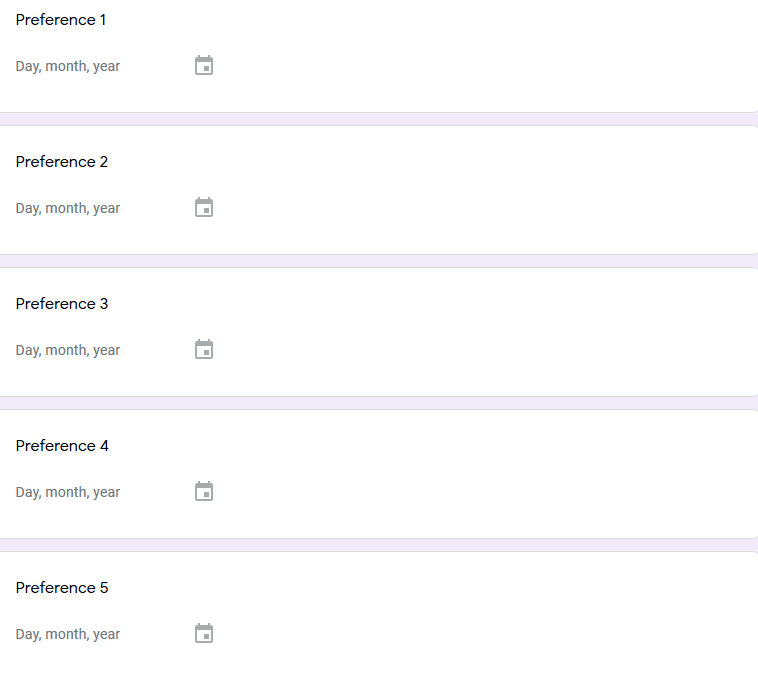 Preference 1
Day, month, year
Preference 2
Day, month, year
Preference 3
Day, month, year
Preference 4
Day, month, year
Preference 5
Day, month, year